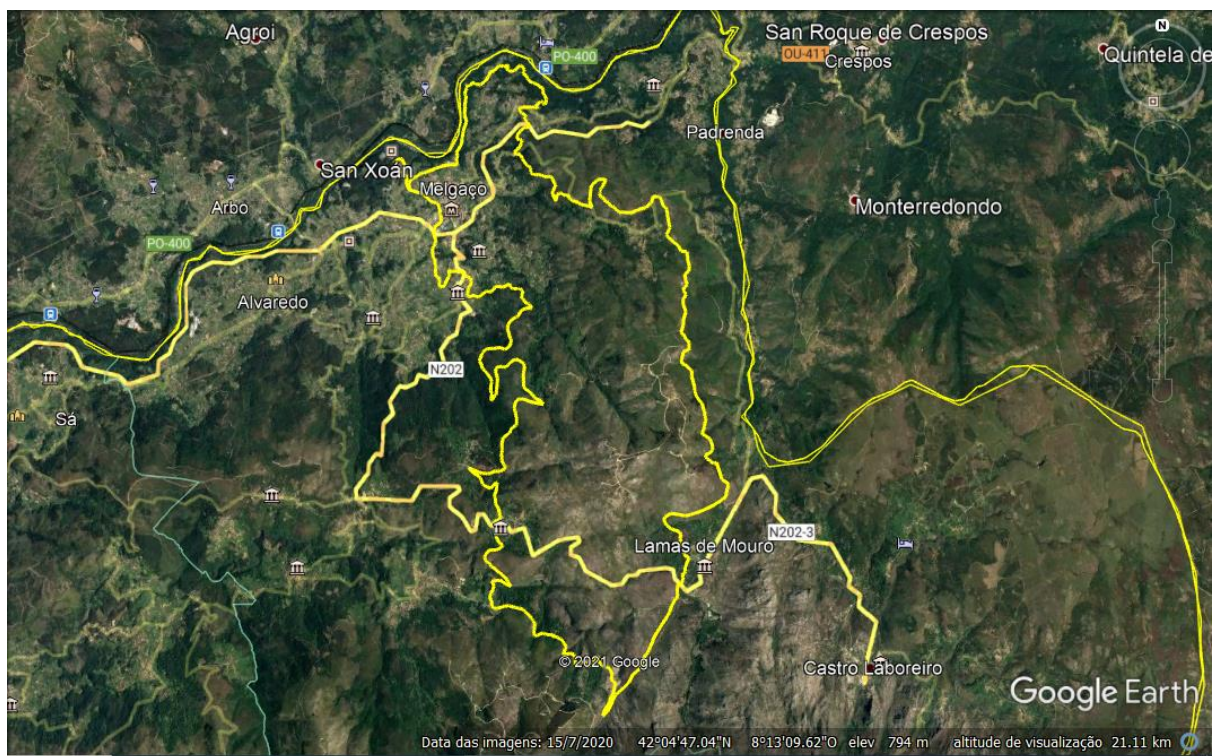 Agroi
San Roque de Crespos
N
PO-400
OU-411
Crespos
Quintela de
Padrenda
San Xoán
Melgaço
M
Arbo
Monterredondo
PO-400
Alvaredo
N202
Sá
N202-3
Lamas de Mouro
© 2021 Google
Castro Laboreiro
Google Earth
Data das imagens: 15/7/2020 42°04'47.04"N 8°13'09.62"O elev 794 m altitude de visualização 21.11 km